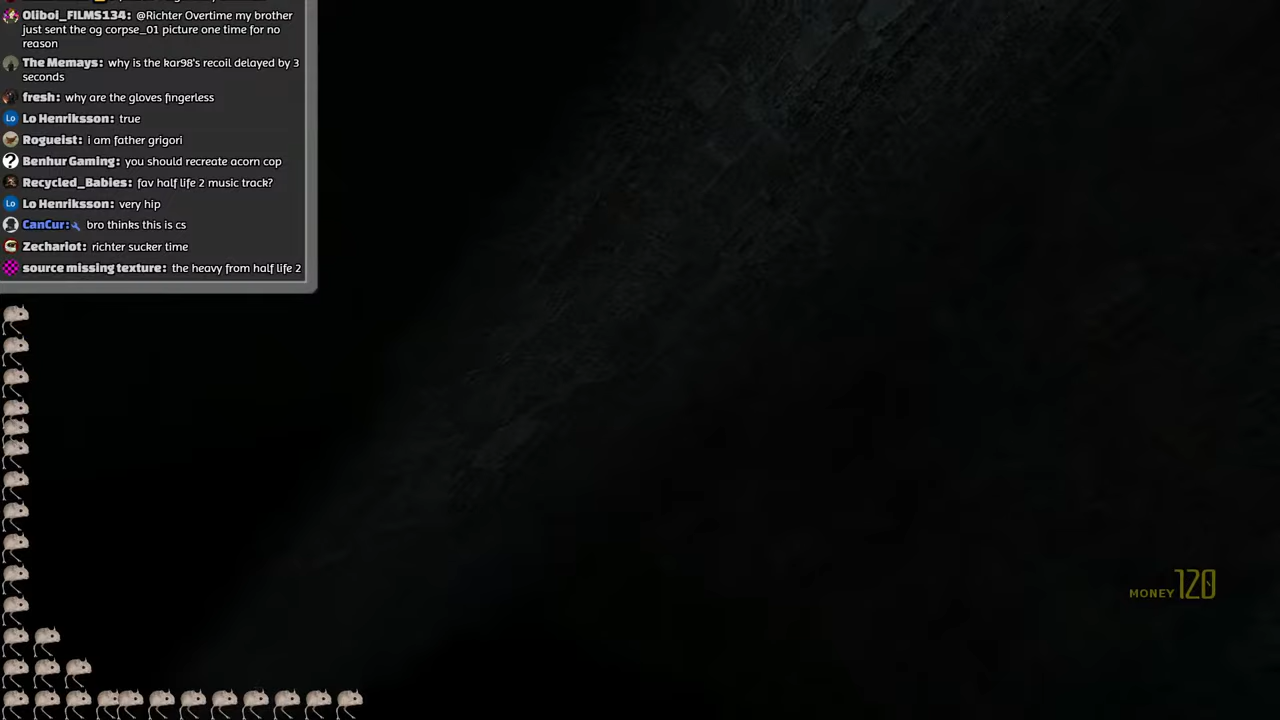 Oliboi_FILMS134: @Richter Overtime my brother
just sent the og corpse_01 picture one time for no
reason
The Memays: why is the kar98's recoil delayed by 3
seconds
fresh: why are the gloves fingerless
Lo Lo Henriksson: true
Rogueist: i am father grigori
? Benhur Gaming: you should recreate acorn cop
Recycled_Babies: fav half life 2 music track?
Lo Lo Henriksson: very hip
CanCur: bro thinks this is cs
Zechariot: richter sucker time
source missing texture: the heavy from half life 2
MONEY 120